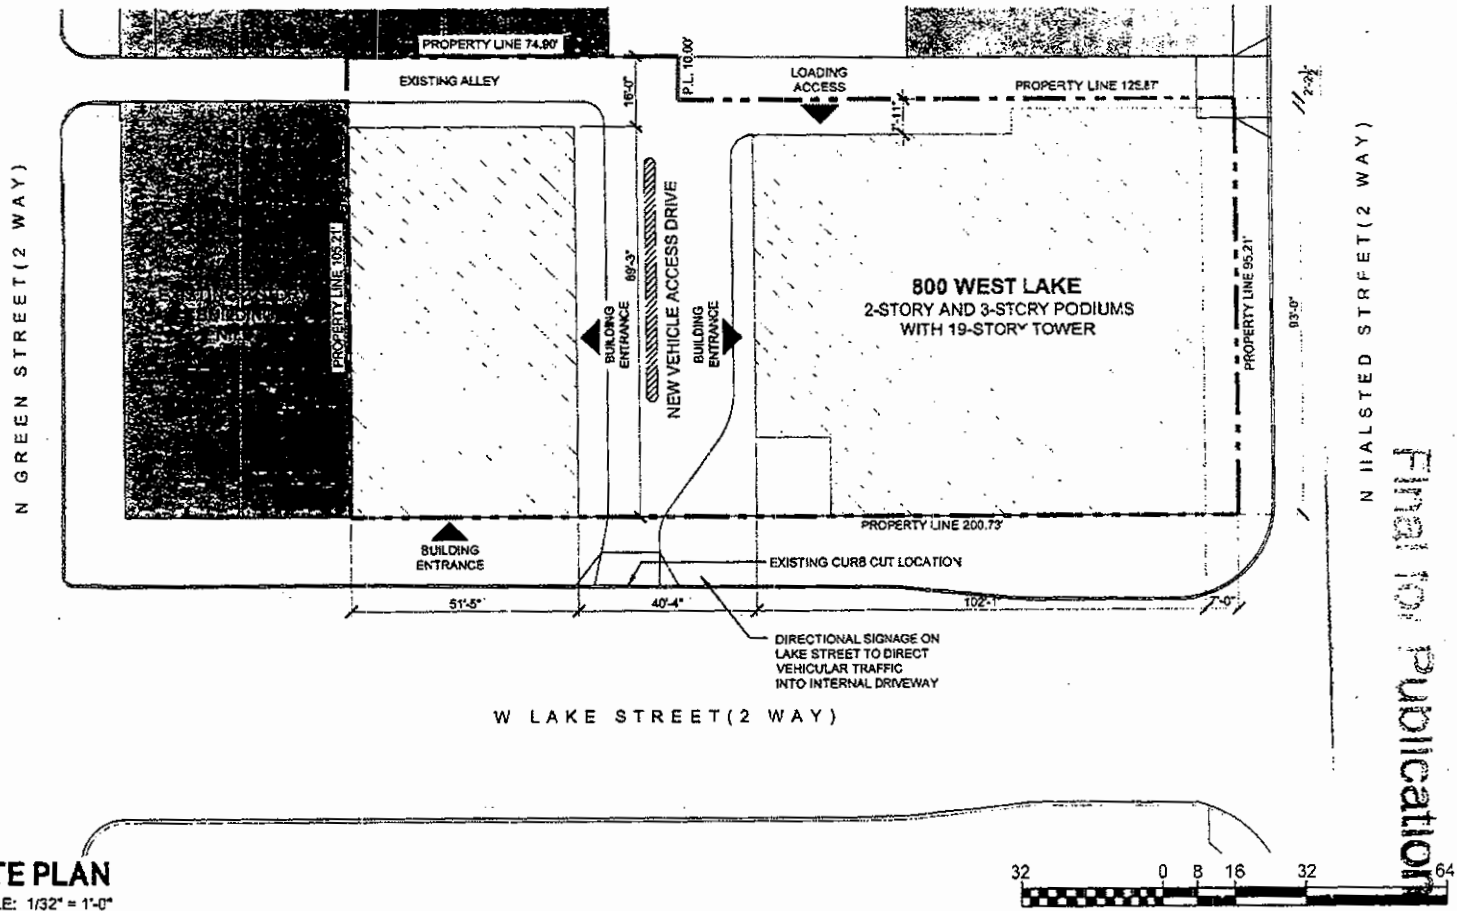 PROPERTY LINE 74.90'
EXISTING ALLEY
16'-0"
P.L. 10.00'
LOADING
ACCESS
PROPERTY LINE 125.87'
2'-2½"
7'-11"
N GREEN STREET(2 WAY)
PROPERTY LINE 105.21'
BUILDING
89'-3"
BUILDING
ENTRANCE
NEW VEHICLE ACCESS DRIVE
BUILDING
ENTRANCE
800 WEST LAKE
2-STORY AND 3-STORY PODIUMS
WITH 19-STORY TOWER
PROPERTY LINE 95.21'
93'-0"
N HALSTED STREET(2 WAY)
PROPERTY LINE 200.73'
BUILDING
ENTRANCE
EXISTING CURB CUT LOCATION
51'-5"
40'-4"
102'-1"
7'-0"
DIRECTIONAL SIGNAGE ON
LAKE STREET TO DIRECT
VEHICULAR TRAFFIC
INTO INTERNAL DRIVEWAY
W LAKE STREET(2 WAY)
Final for Publication
TE PLAN
LE: 1/32" = 1'-0"
32 0 8 16 32 64